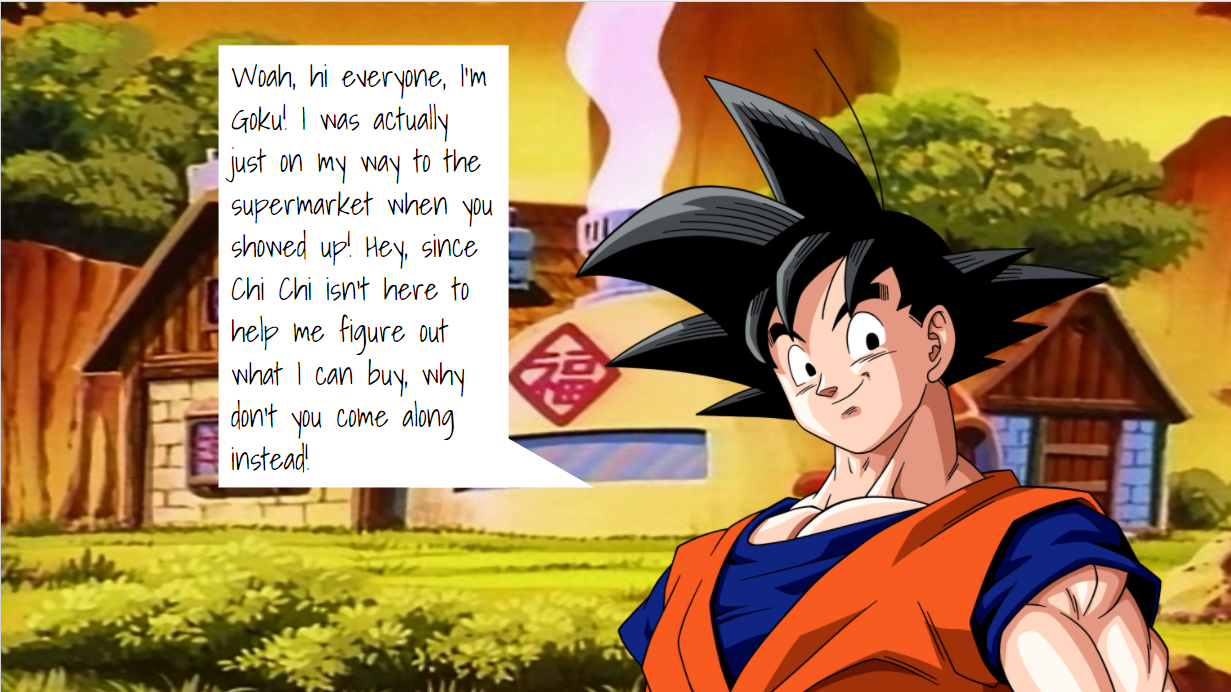 Woah, hi everyone, I'm
Goku! I was actually
just on my way to the
supermarket when you
showed up! Hey, since
Chi Chi isn't here to
help me figure out
what I can buy, why
don't you come along
instead!
福